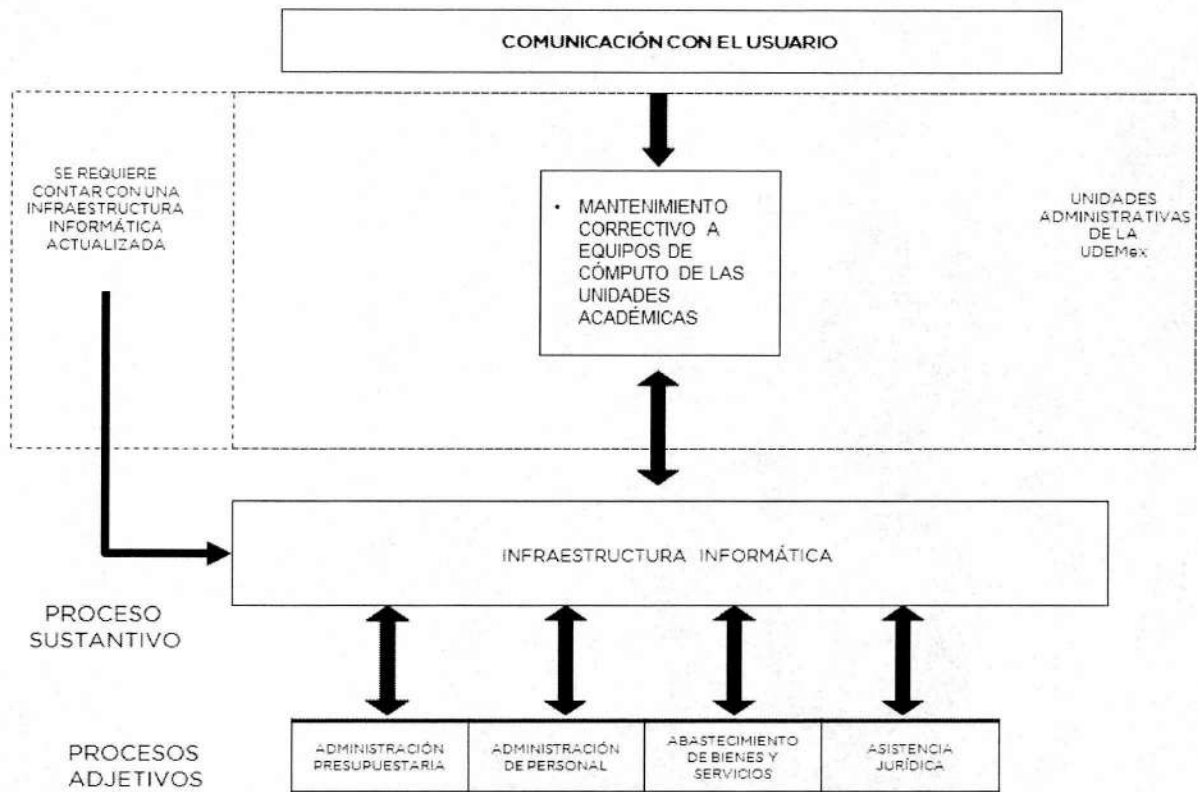 COMUNICACIÓN CON EL USUARIO
SE REQUIERE
CONTAR CON UNA
INFRAESTRUCTURA
INFORMÁTICA
ACTUALIZADA
• MANTENIMIENTO
CORRECTIVO A
EQUIPOS DE
CÓMPUTO DE LAS
UNIDADES
ACADÉMICAS
UNIDADES
ADMINISTRATIVAS
DE LA
UDEMex
INFRAESTRUCTURA INFORMÁTICA
PROCESO
SUSTANTIVO
PROCESOS
ADJETIVOS
ADMINISTRACIÓN
PRESUPUESTARIA
ADMINISTRACIÓN
DE PERSONAL
ABASTECIMIENTO
DE BIENES Y
SERVICIOS
ASISTENCIA
JURÍDICA